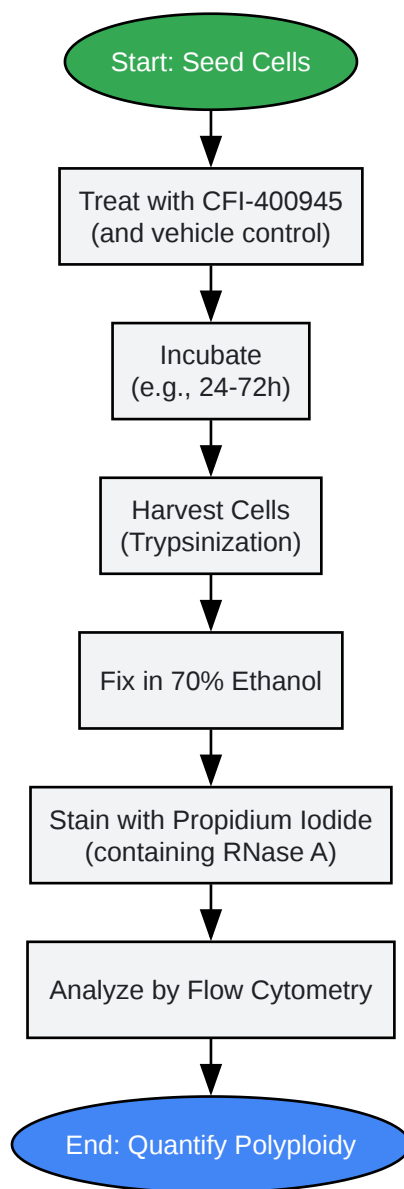 Start: Seed Cells
Treat with CFI-400945
(and vehicle control)
Incubate
(e.g., 24-72h)
Harvest Cells
(Trypsinization)
Fix in 70% Ethanol
Stain with Propidium Iodide
(containing RNase A)
Analyze by Flow Cytometry
End: Quantify Polyploidy